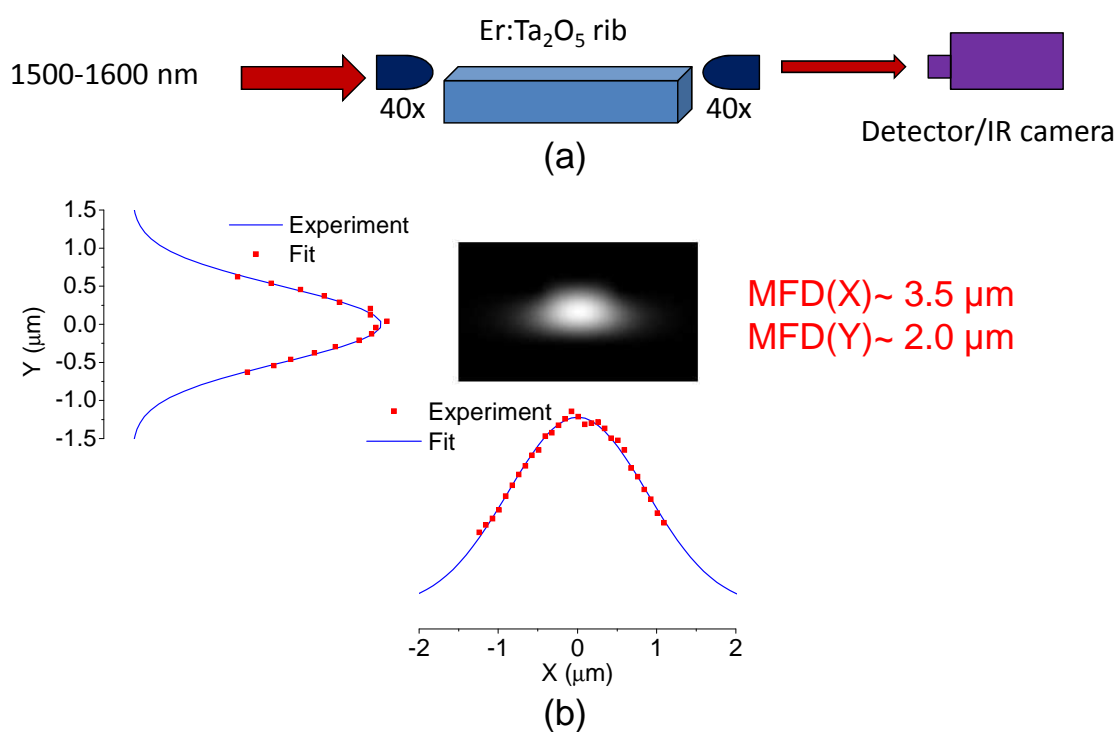 Er:Ta₂O₅ rib
1500-1600 nm
40x
40x
Detector/IR camera
(a)
1.5
1.0
0.5
0.0
-0.5
-1.0
-1.5
Y (μm)
Experiment
Fit
MFD(X)~ 3.5 μm
MFD(Y)~ 2.0 μm
Experiment
Fit
-2
-1
0
1
2
X (μm)
(b)